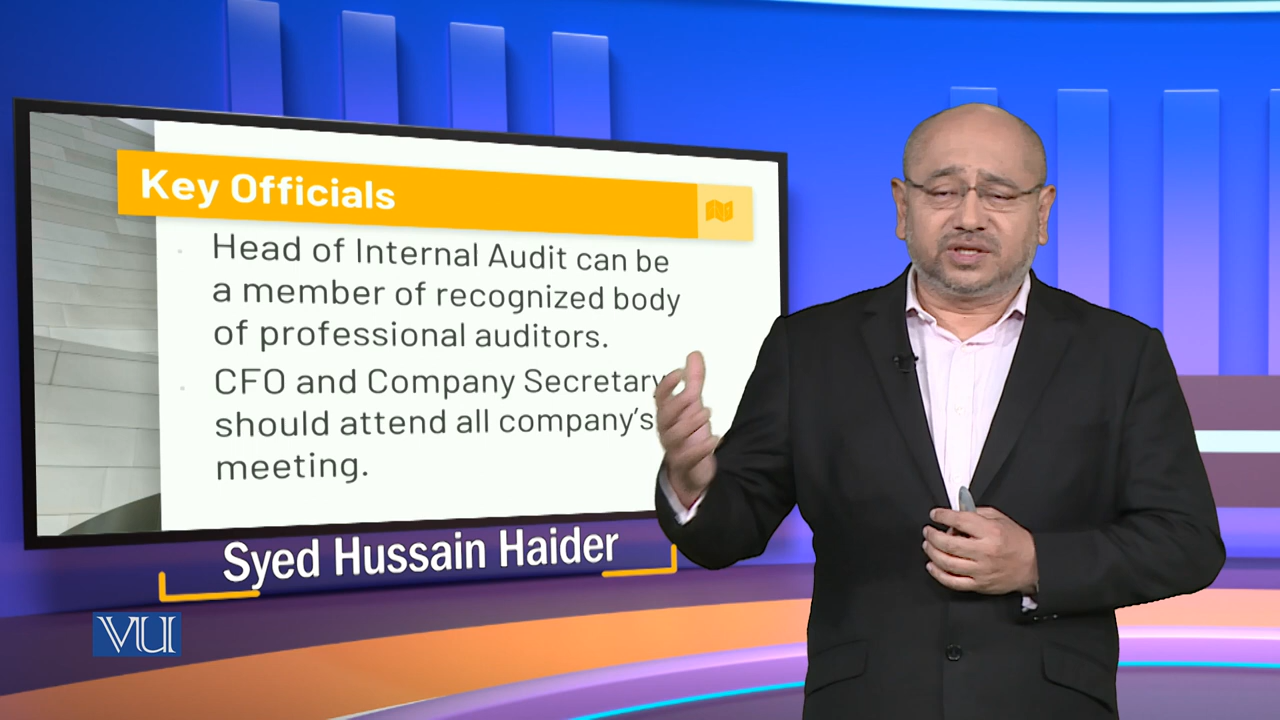 Key Officials
Head of Internal Audit can be
a member of recognized body
of professional auditors.
CFO and Company Secretary
should attend all company's
meeting.
Syed Hussain Haider
VU